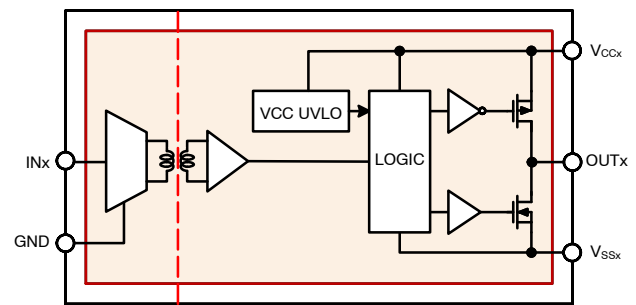 VCCx
VCC UVLO
LOGIC
INx
OUTx
GND
VSSx